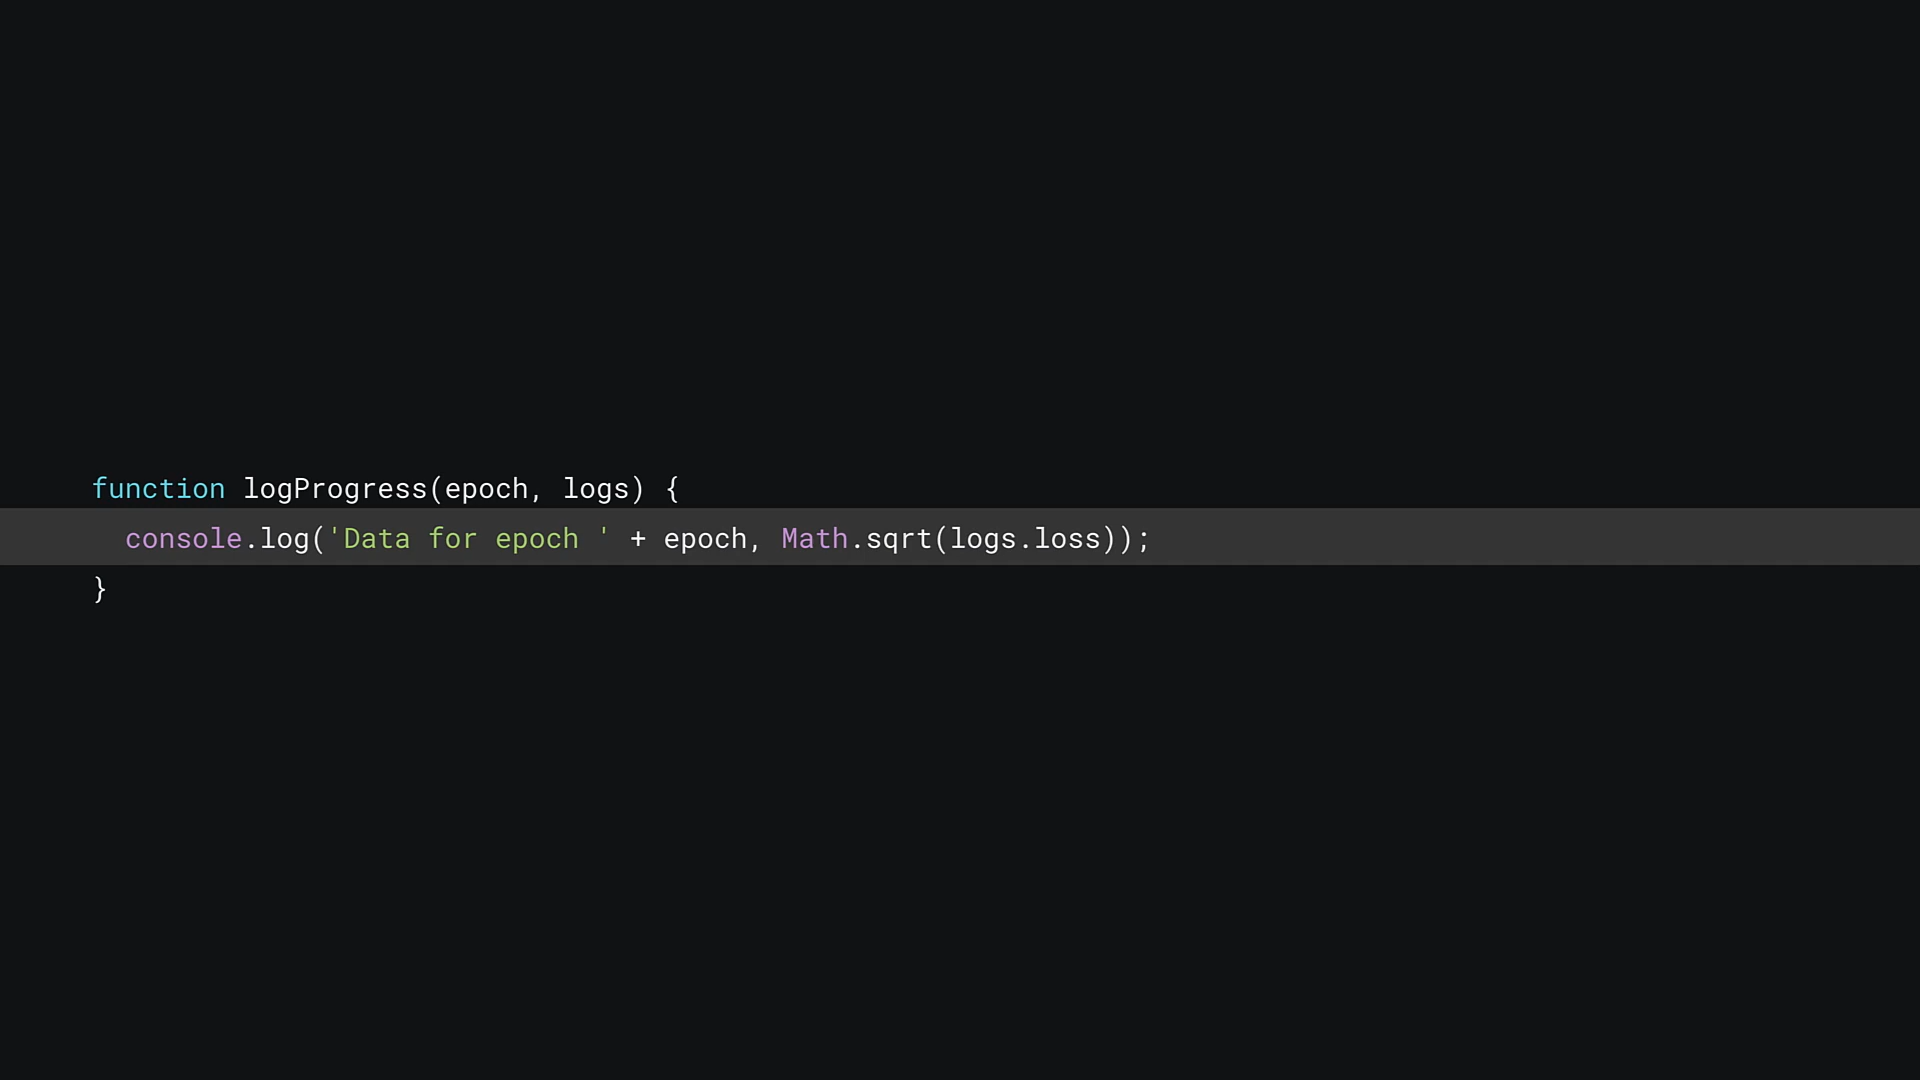 function logProgress(epoch, logs) {
  console.log('Data for epoch ' + epoch, Math.sqrt(logs.loss));
}